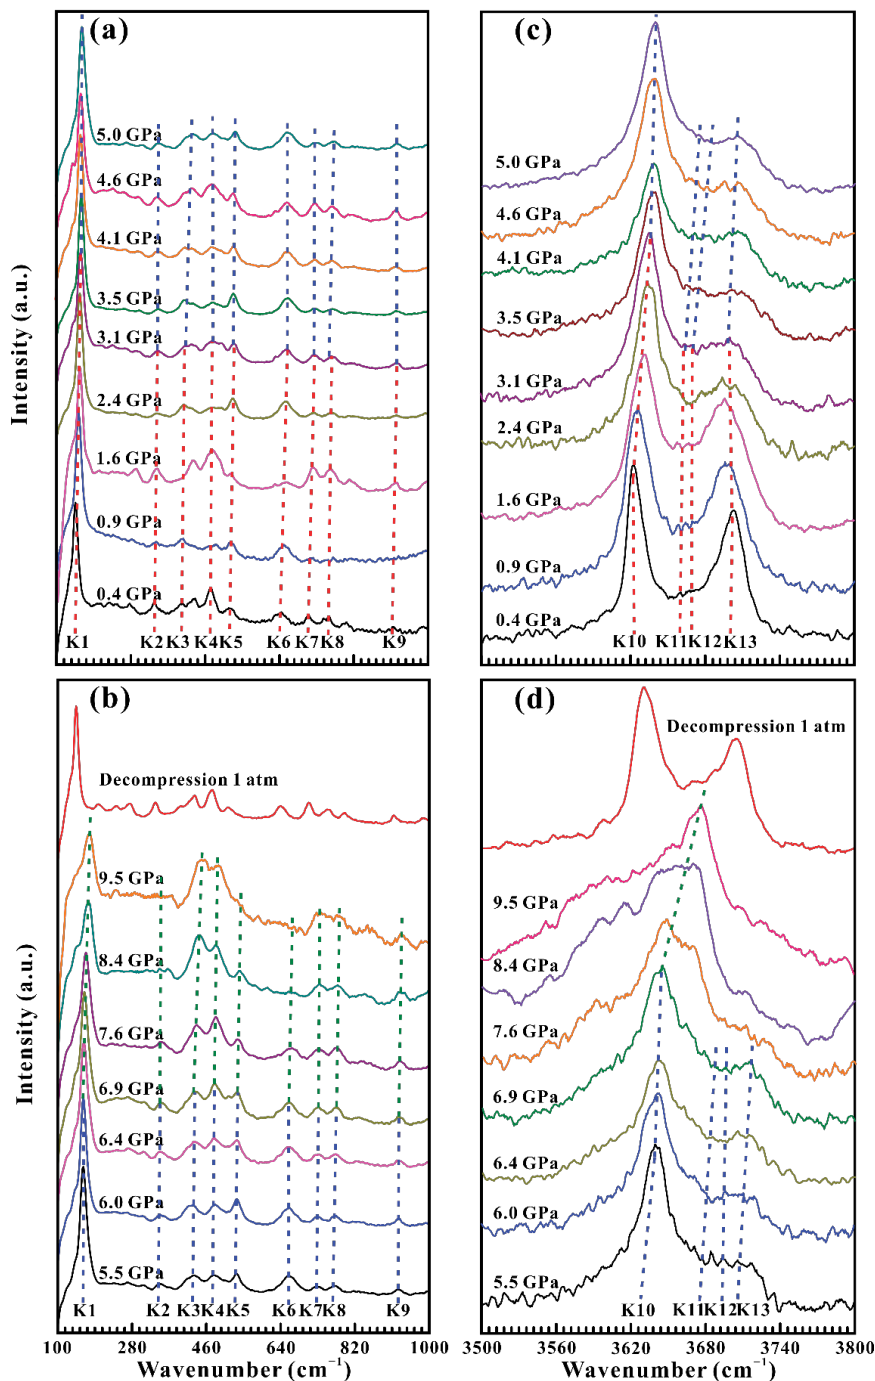 (a)
5.0 GPa
4.6 GPa
4.1 GPa
3.5 GPa
3.1 GPa
2.4 GPa
1.6 GPa
0.9 GPa
0.4 GPa
K1 K2 K3 K4 K5 K6 K7 K8 K9
Intensity (a.u.)
(c)
5.0 GPa
4.6 GPa
4.1 GPa
3.5 GPa
3.1 GPa
2.4 GPa
1.6 GPa
0.9 GPa
0.4 GPa
K10 K11 K12 K13
(b)
Decompression 1 atm
9.5 GPa
8.4 GPa
7.6 GPa
6.9 GPa
6.4 GPa
6.0 GPa
5.5 GPa
K1 K2 K3 K4 K5 K6 K7 K8 K9
Intensity (a.u.)
100 280 460 640 820 1000
Wavenumber (cm⁻¹)
(d)
Decompression 1 atm
9.5 GPa
8.4 GPa
7.6 GPa
6.9 GPa
6.4 GPa
6.0 GPa
5.5 GPa
K10 K11 K12 K13
3500 3560 3620 3680 3740 3800
Wavenumber (cm⁻¹)